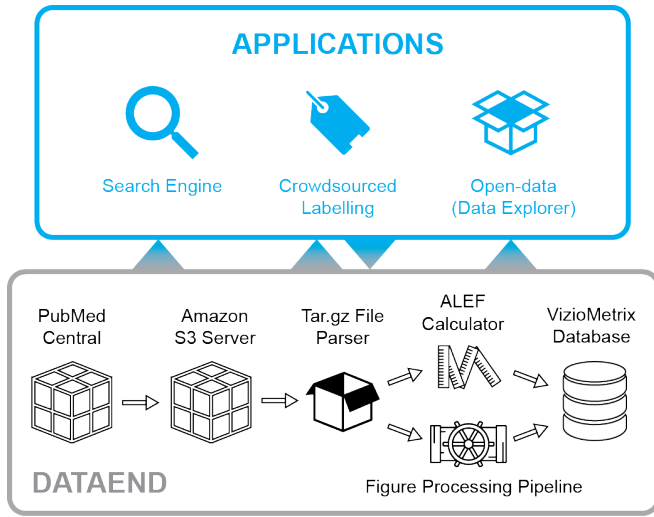 APPLICATIONS
Search Engine
Crowdsourced
Labelling
Open-data
(Data Explorer)
PubMed
Central
Amazon
S3 Server
Tar.gz File
Parser
ALEF
Calculator
VizioMetrix
Database
DATAEND
Figure Processing Pipeline